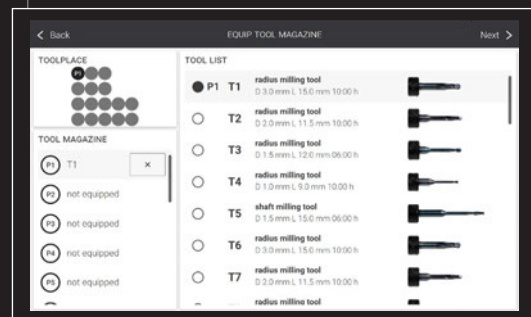 Back
EQUIP TOOL MAGAZINE
Next
TOOLPLACE
P1
TOOL MAGAZINE
P1 T1 ×
P2 not equipped
P3 not equipped
P4 not equipped
P5 not equipped
TOOL LIST
P1 T1 radius milling tool
D 3.0 mm L 15.0 mm 10:00 h
T2 radius milling tool
D 2.0 mm L 11.5 mm 10:00 h
T3 radius milling tool
D 1.5 mm L 12.0 mm 06:00 h
T4 radius milling tool
D 1.0 mm L 9.0 mm 10:00 h
T5 shaft milling tool
D 1.5 mm L 15.0 mm 06:00 h
T6 radius milling tool
D 3.0 mm L 15.0 mm 10:00 h
T7 radius milling tool
D 2.0 mm L 11.5 mm 10:00 h
radius milling tool